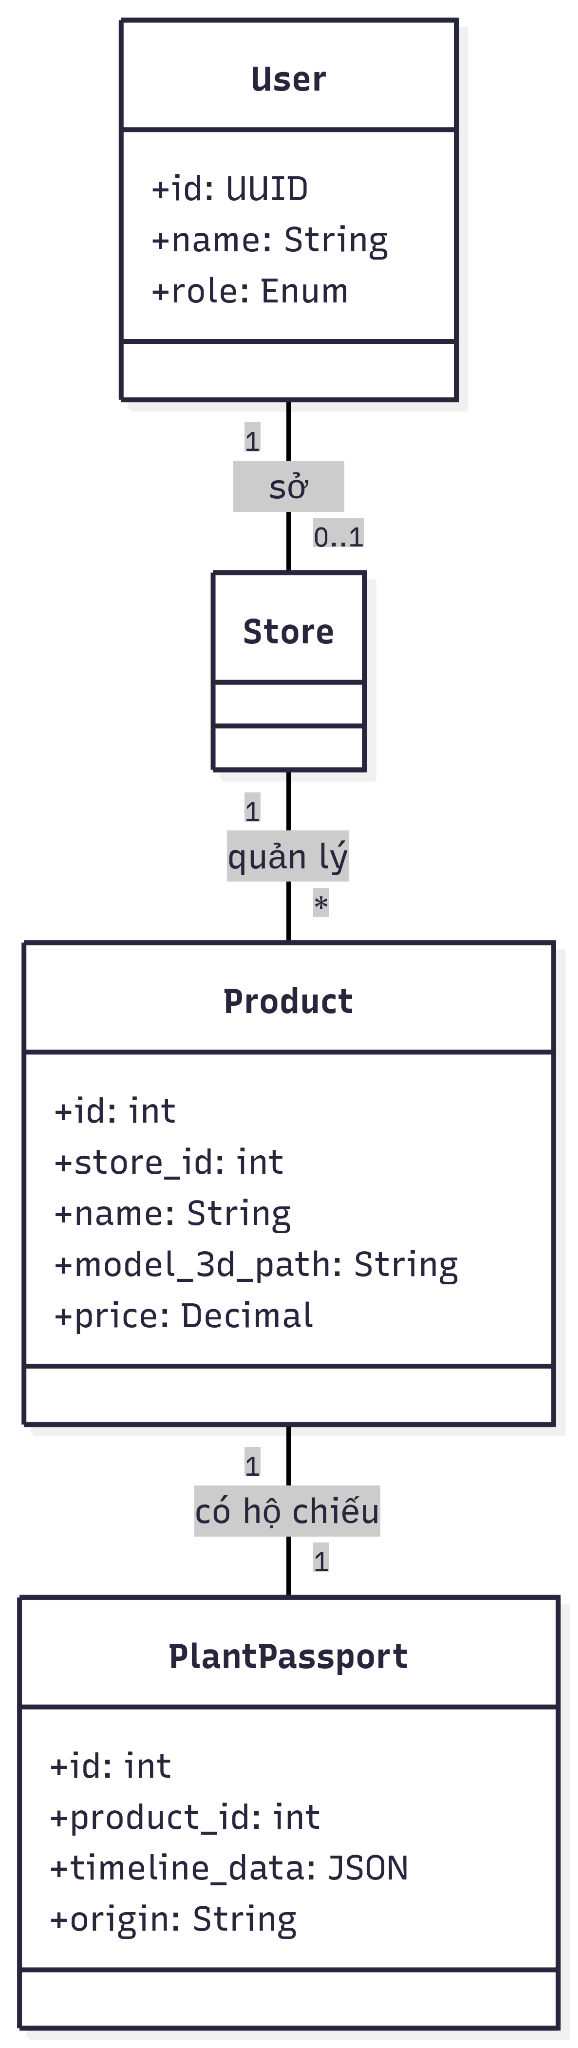 User
+id: UUID
+name: String
+role: Enum
1
sở
0..1
Store
1
quản lý
*
Product
+id: int
+store_id: int
+name: String
+model_3d_path: String
+price: Decimal
1
có hộ chiếu
1
PlantPassport
+id: int
+product_id: int
+timeline_data: JSON
+origin: String